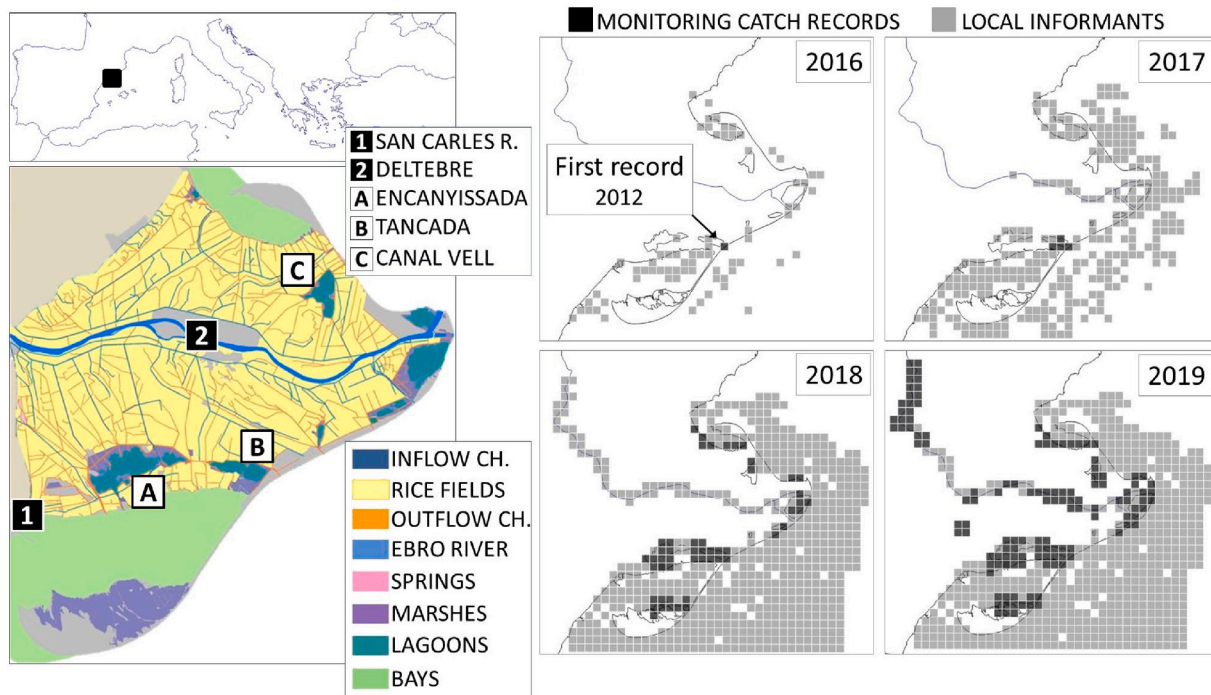 MONITORING CATCH RECORDS
LOCAL INFORMANTS
1 SAN CARLES R.
2 DELTEBRE
A ENCANYISSADA
B TANCADA
C CANAL VELL
C
2
B
A
1
INFLOW CH.
RICE FIELDS
OUTFLOW CH.
EBRO RIVER
SPRINGS
MARSHES
LAGOONS
BAYS
2016
First record
2012
2017
2018
2019